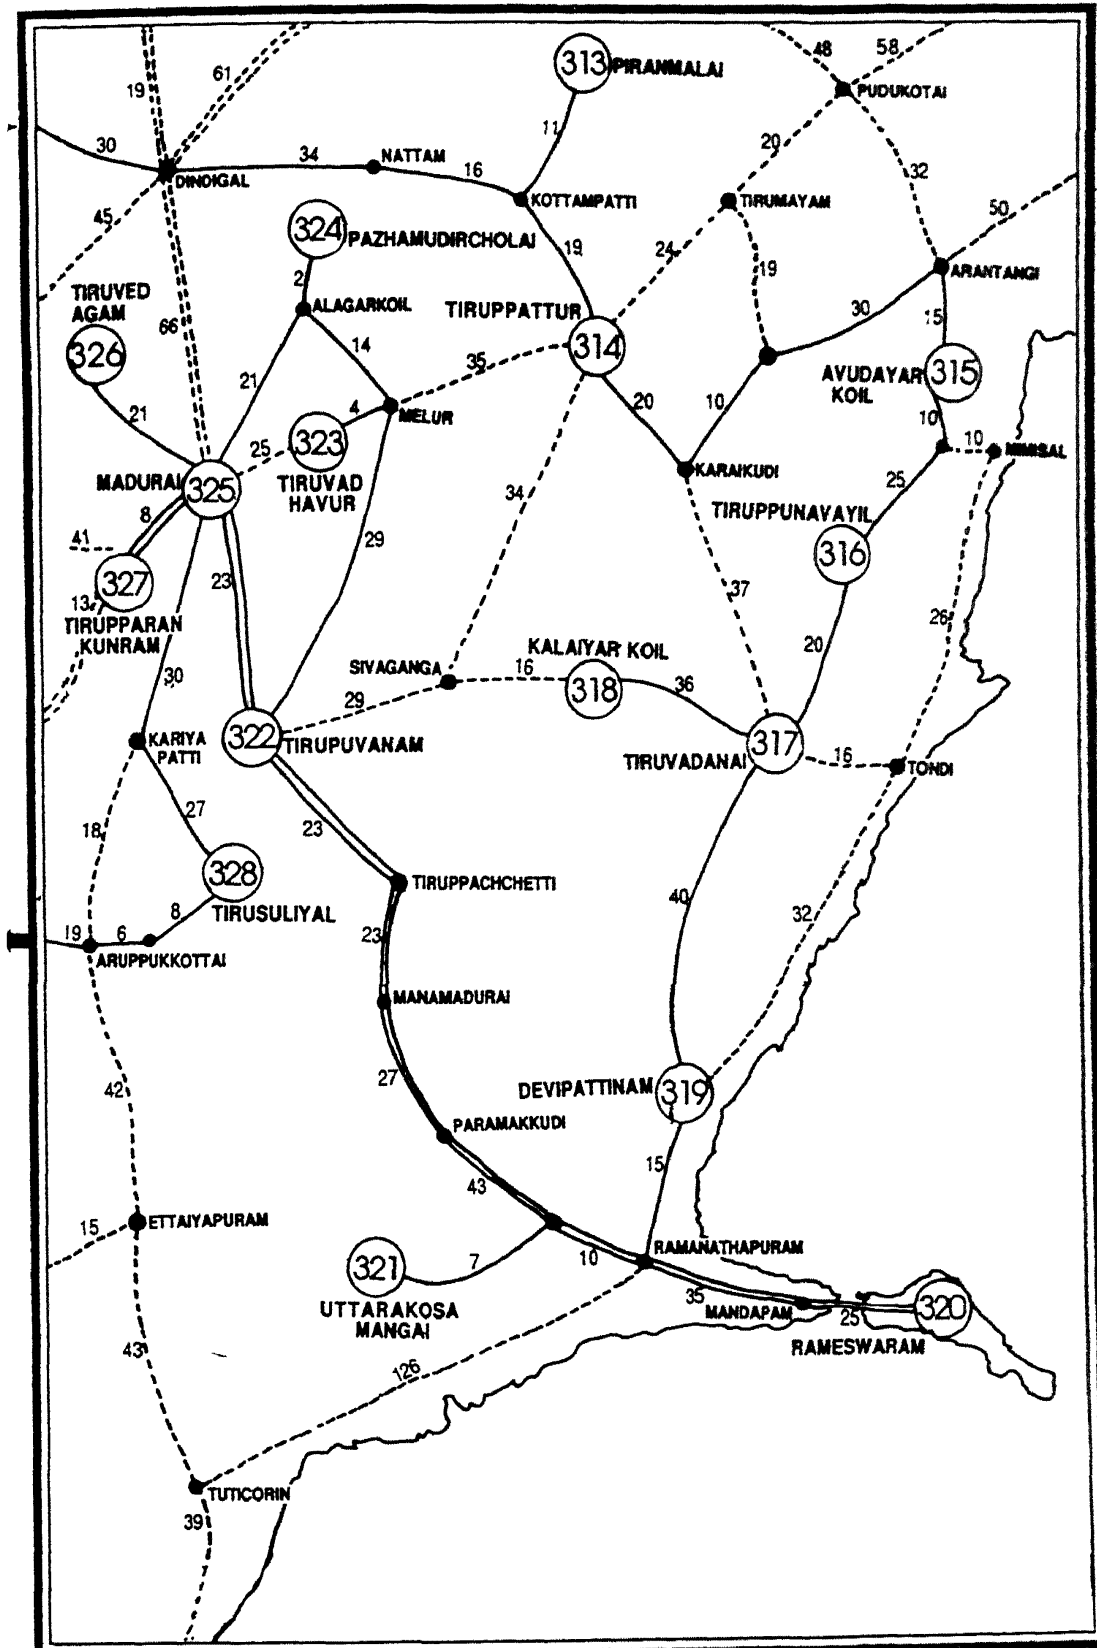 48
58
61
19
313 PIRANMALAI
PUDUKOTAI
30
34
NATTAM
11
20
16
32
DINDIGAL
KOTTAMPATTI
TIRUMAYAM
45
50
324
PAZHAMUDIRCHOLAI
19
24
19
ARANTANGI
2
TIRUVED
AGAM
ALAGARKOIL
TIRUPPATTUR
30
15
66
326
14
35
314
AVUDAYAR
KOIL
315
21
21
4
MELUR
20
10
10
25
323
10
MIMISAL
MADURAI
325
TIRUVAD
HAVUR
KARAIKUDI
25
34
8
TIRUPPUNAVAYIL
41
29
316
327
23
37
13
26
TIRUPPARAN
KUNRAM
KALAIYAR KOIL
20
SIVAGANGA
16
30
318
36
29
KARIYA
PATTI
322
TIRUPUVANAM
317
TIRUVADANAI
16
TONDI
27
18
23
328
TIRUPPACHCHETTI
40
TIRUSULIYAL
8
32
19
6
23
ARUPPUKKOTTAI
MANAMADURAI
42
27
DEVIPATTINAM
319
PARAMAKKUDI
15
43
15
ETTAIYAPURAM
RAMANATHAPURAM
321
7
10
35
320
UTTARAKOSA
MANGAI
MANDAPAM
25
43
RAMESWARAM
126
TUTICORIN
39